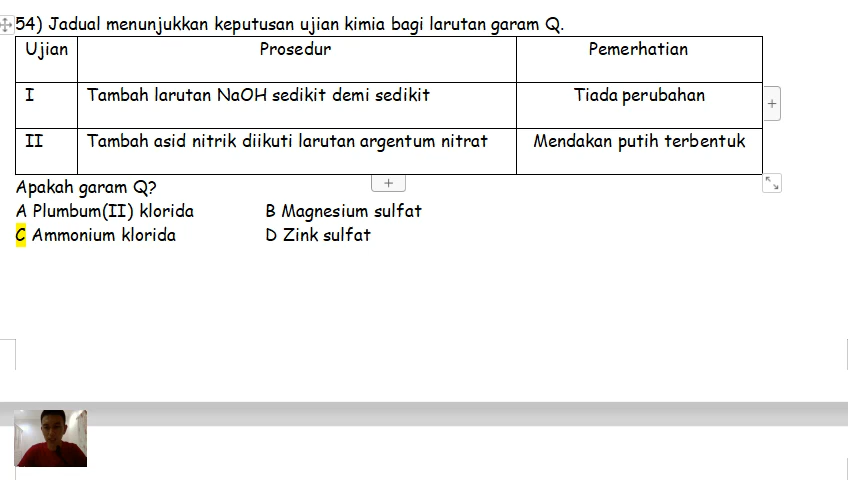 54) Jadual menunjukkan keputusan ujian kimia bagi larutan garam Q.
Ujian Prosedur Pemerhatian
I Tambah larutan NaOH sedikit demi sedikit Tiada perubahan
II Tambah asid nitrik diikuti larutan argentum nitrat Mendakan putih terbentuk
Apakah garam Q?
A Plumbum(II) klorida B Magnesium sulfat
C Ammonium klorida D Zink sulfat